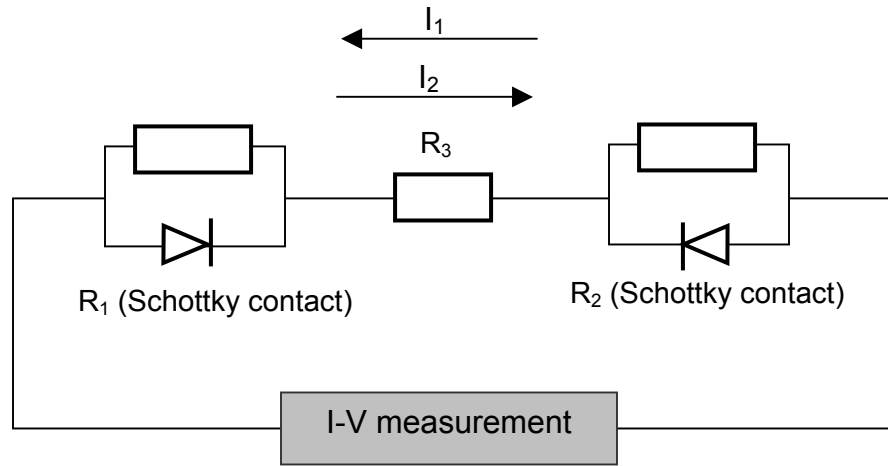 I₁
I₂
R₃
R₁ (Schottky contact)
R₂ (Schottky contact)
I-V measurement